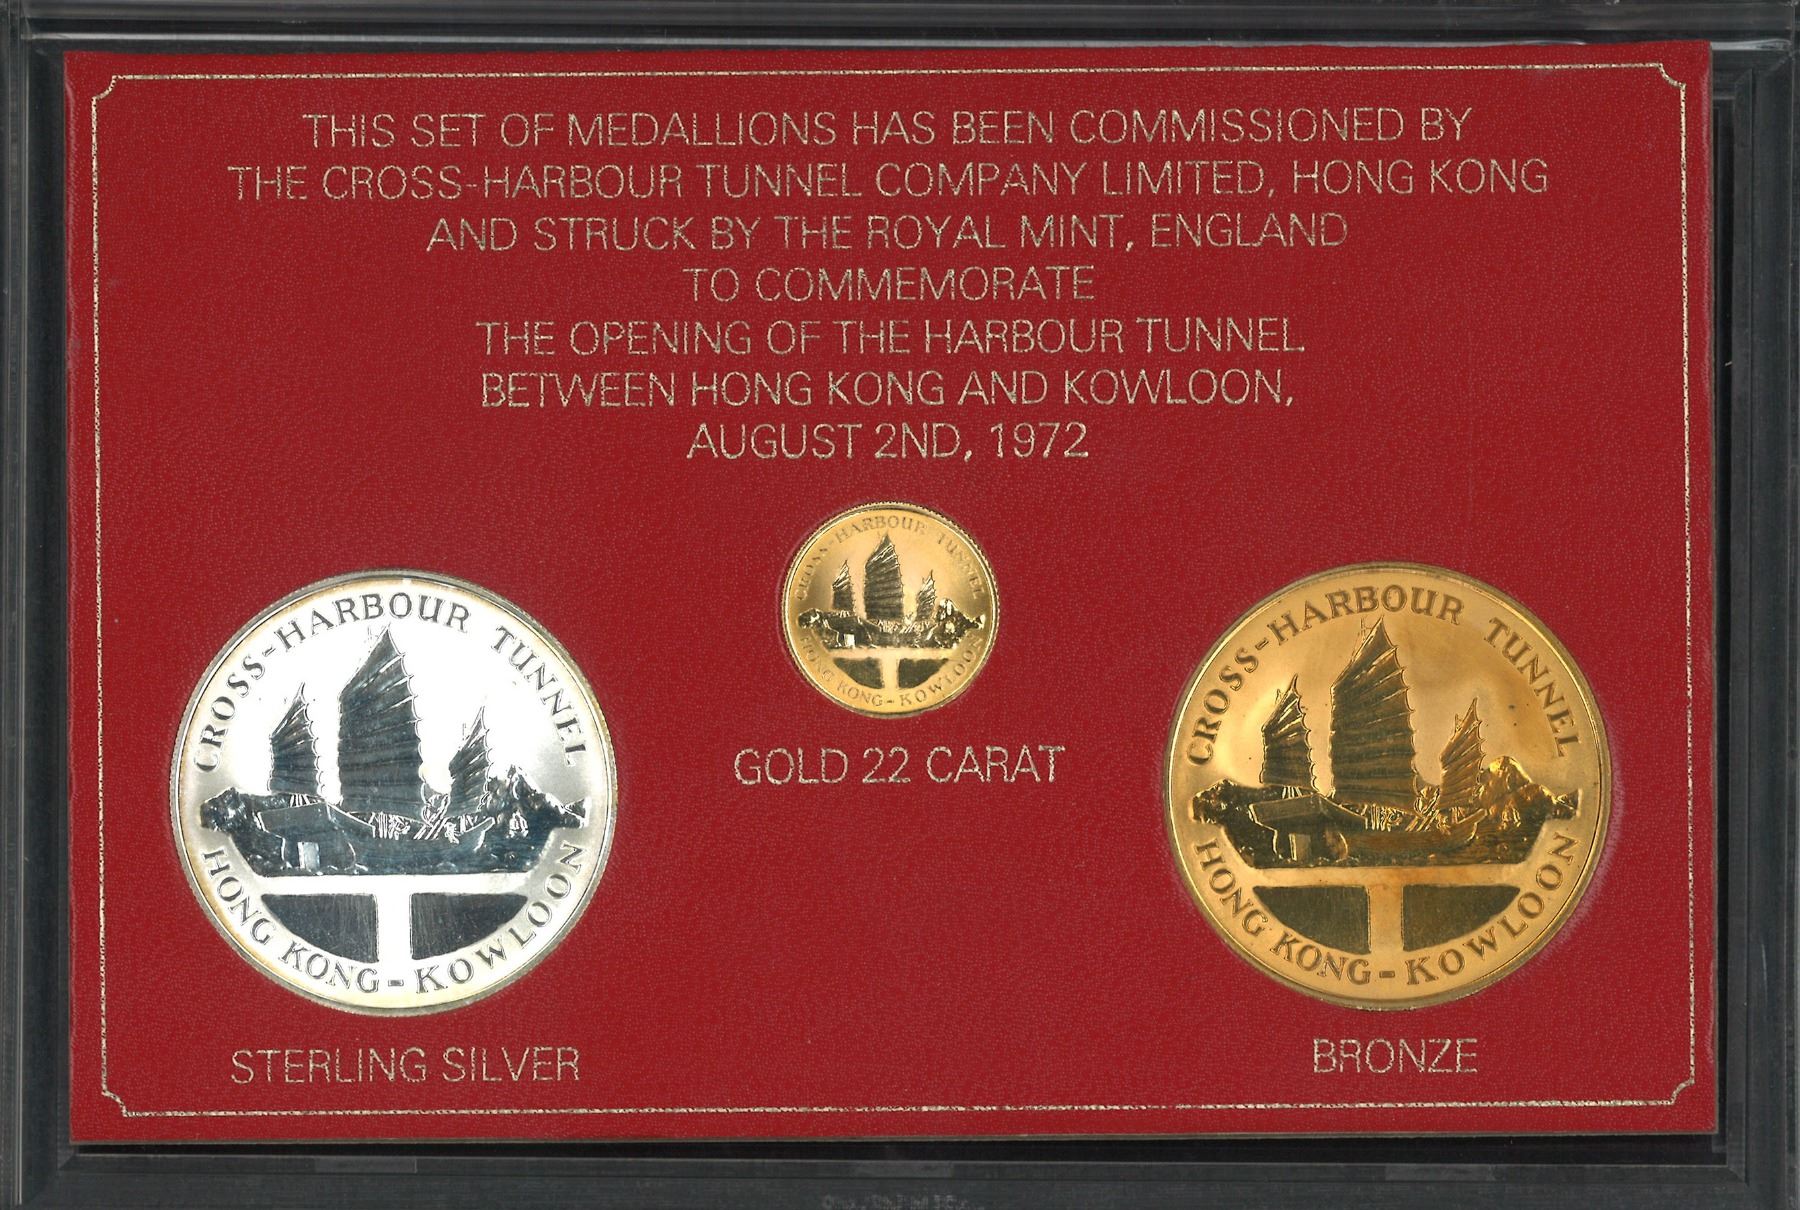 THIS SET OF MEDALLIONS HAS BEEN COMMISSIONED BY
THE CROSS-HARBOUR TUNNEL COMPANY LIMITED, HONG KONG
AND STRUCK BY THE ROYAL MINT, ENGLAND
TO COMMEMORATE
THE OPENING OF THE HARBOUR TUNNEL
BETWEEN HONG KONG AND KOWLOON,
AUGUST 2ND, 1972
CROSS-HARBOUR TUNNEL
HONG KONG-KOWLOON
GOLD 22 CARAT
CROSS-HARBOUR TUNNEL
HONG KONG-KOWLOON
STERLING SILVER
CROSS-HARBOUR TUNNEL
HONG KONG-KOWLOON
BRONZE